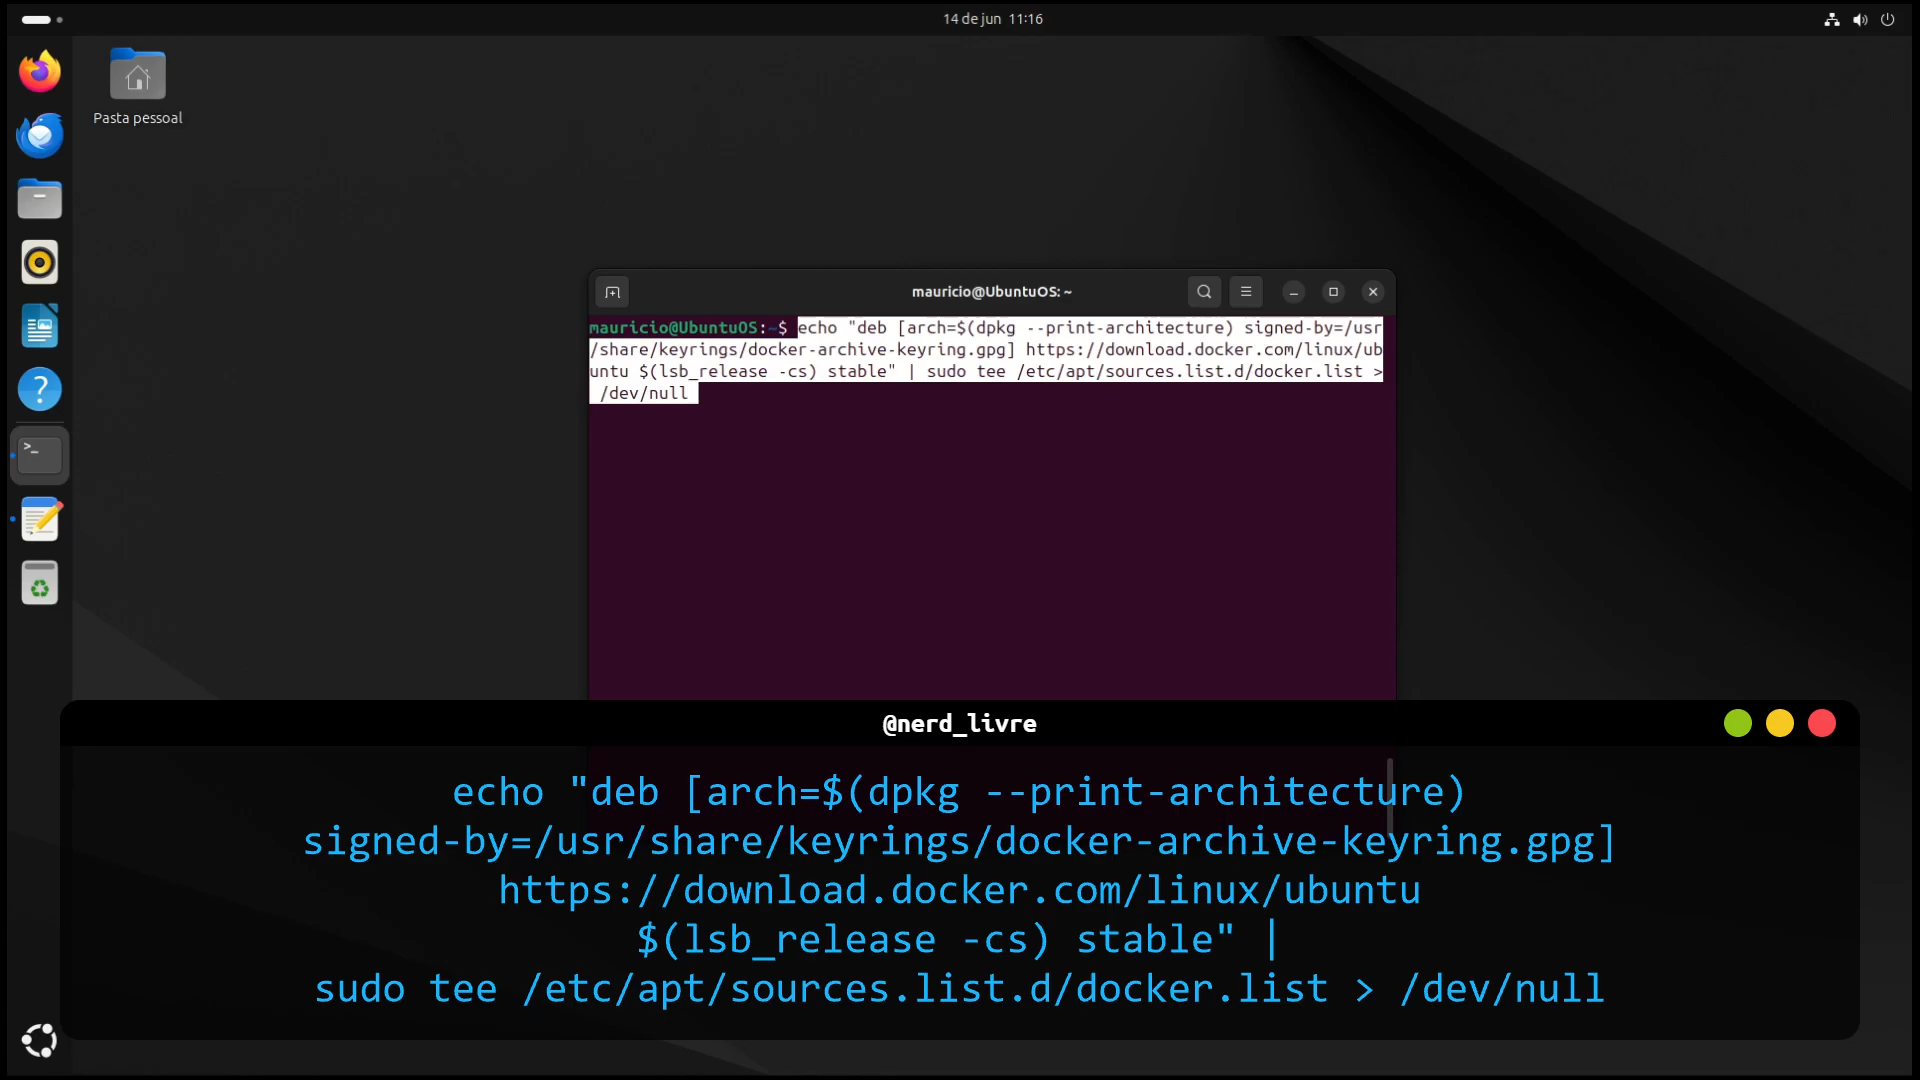 14 de jun 11:16
Pasta pessoal
mauricio@UbuntuOS: ~
mauricio@UbuntuOS:~$ echo "deb [arch=$(dpkg --print-architecture) signed-by=/usr
/share/keyrings/docker-archive-keyring.gpg] https://download.docker.com/linux/ub
untu $(lsb_release -cs) stable" | sudo tee /etc/apt/sources.list.d/docker.list >
/dev/null
@nerd_livre
echo "deb [arch=$(dpkg --print-architecture)
signed-by=/usr/share/keyrings/docker-archive-keyring.gpg]
https://download.docker.com/linux/ubuntu
$(lsb_release -cs) stable" |
sudo tee /etc/apt/sources.list.d/docker.list > /dev/null